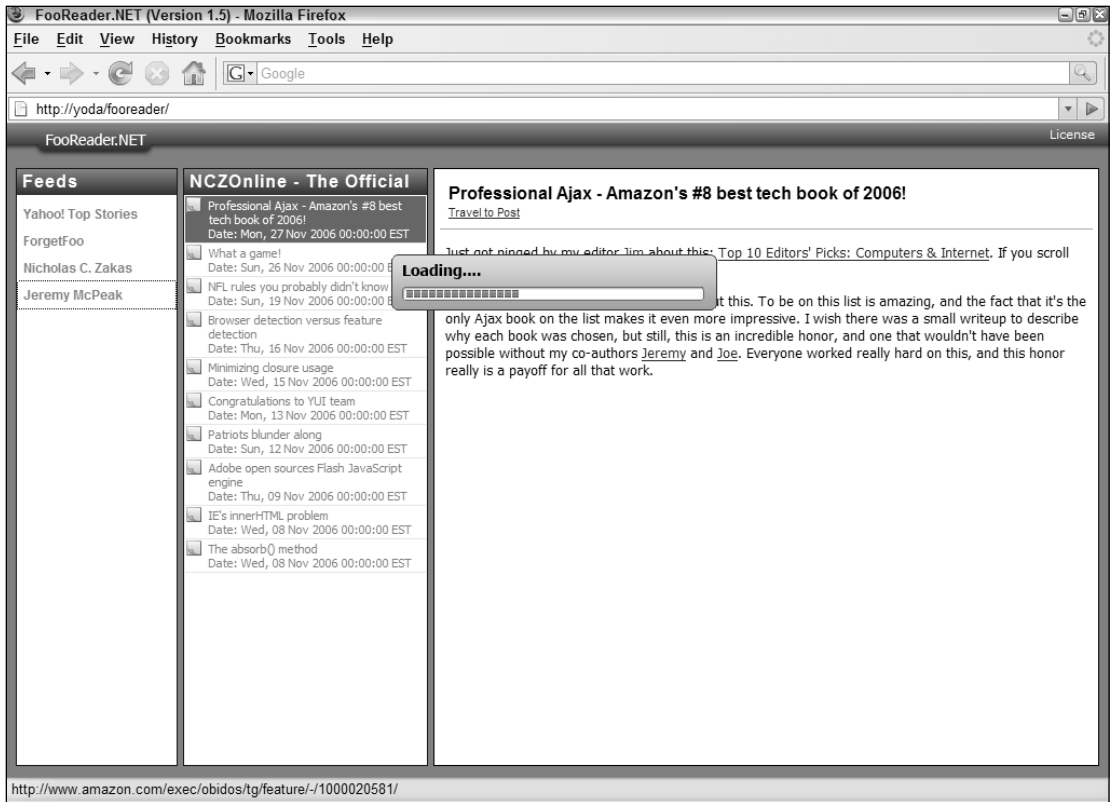 FooReader.NET (Version 1.5) - Mozilla Firefox
File Edit View History Bookmarks Tools Help
G Google
http://yoda/fooreader/
FooReader.NET
License
Feeds
Yahoo! Top Stories
ForgetFoo
Nicholas C. Zakas
Jeremy McPeak
NCZOnline - The Official
Professional Ajax - Amazon's #8 best
tech book of 2006!
Date: Mon, 27 Nov 2006 00:00:00 EST
What a game!
Date: Sun, 26 Nov 2006 00:00:00
NFL rules you probably didn't know
Date: Sun, 19 Nov 2006 00:00:00
Browser detection versus feature
detection
Date: Thu, 16 Nov 2006 00:00:00 EST
Minimizing closure usage
Date: Wed, 15 Nov 2006 00:00:00 EST
Congratulations to YUI team
Date: Mon, 13 Nov 2006 00:00:00 EST
Patriots blunder along
Date: Sun, 12 Nov 2006 00:00:00 EST
Adobe open sources Flash JavaScript
engine
Date: Thu, 09 Nov 2006 00:00:00 EST
IE's innerHTML problem
Date: Wed, 08 Nov 2006 00:00:00 EST
The absorb() method
Date: Wed, 08 Nov 2006 00:00:00 EST
Professional Ajax - Amazon's #8 best tech book of 2006!
Travel to Post
Just got pinged by my editor Jim about this: Top 10 Editors' Picks: Computers & Internet. If you scroll
Loading....
this. To be on this list is amazing, and the fact that it's the
only Ajax book on the list makes it even more impressive. I wish there was a small writeup to describe
why each book was chosen, but still, this is an incredible honor, and one that wouldn't have been
possible without my co-authors Jeremy and Joe. Everyone worked really hard on this, and this honor
really is a payoff for all that work.
http://www.amazon.com/exec/obidos/tg/feature/-/1000020581/